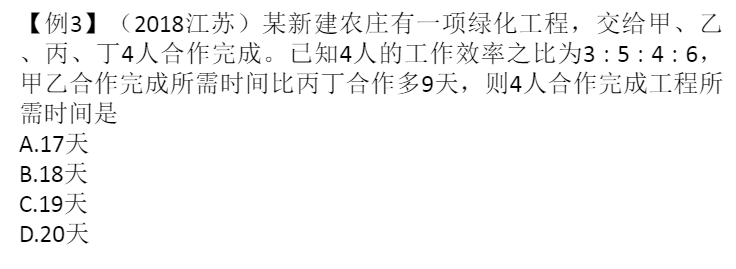 【例3】（2018江苏）某新建农庄有一项绿化工程，交给甲、乙
、丙、丁4人合作完成。已知4人的工作效率之比为3：5：4：6，
甲乙合作完成所需时间比丙丁合作多9天，则4人合作完成工程所
需时间是
A.17天
B.18天
C.19天
D.20天